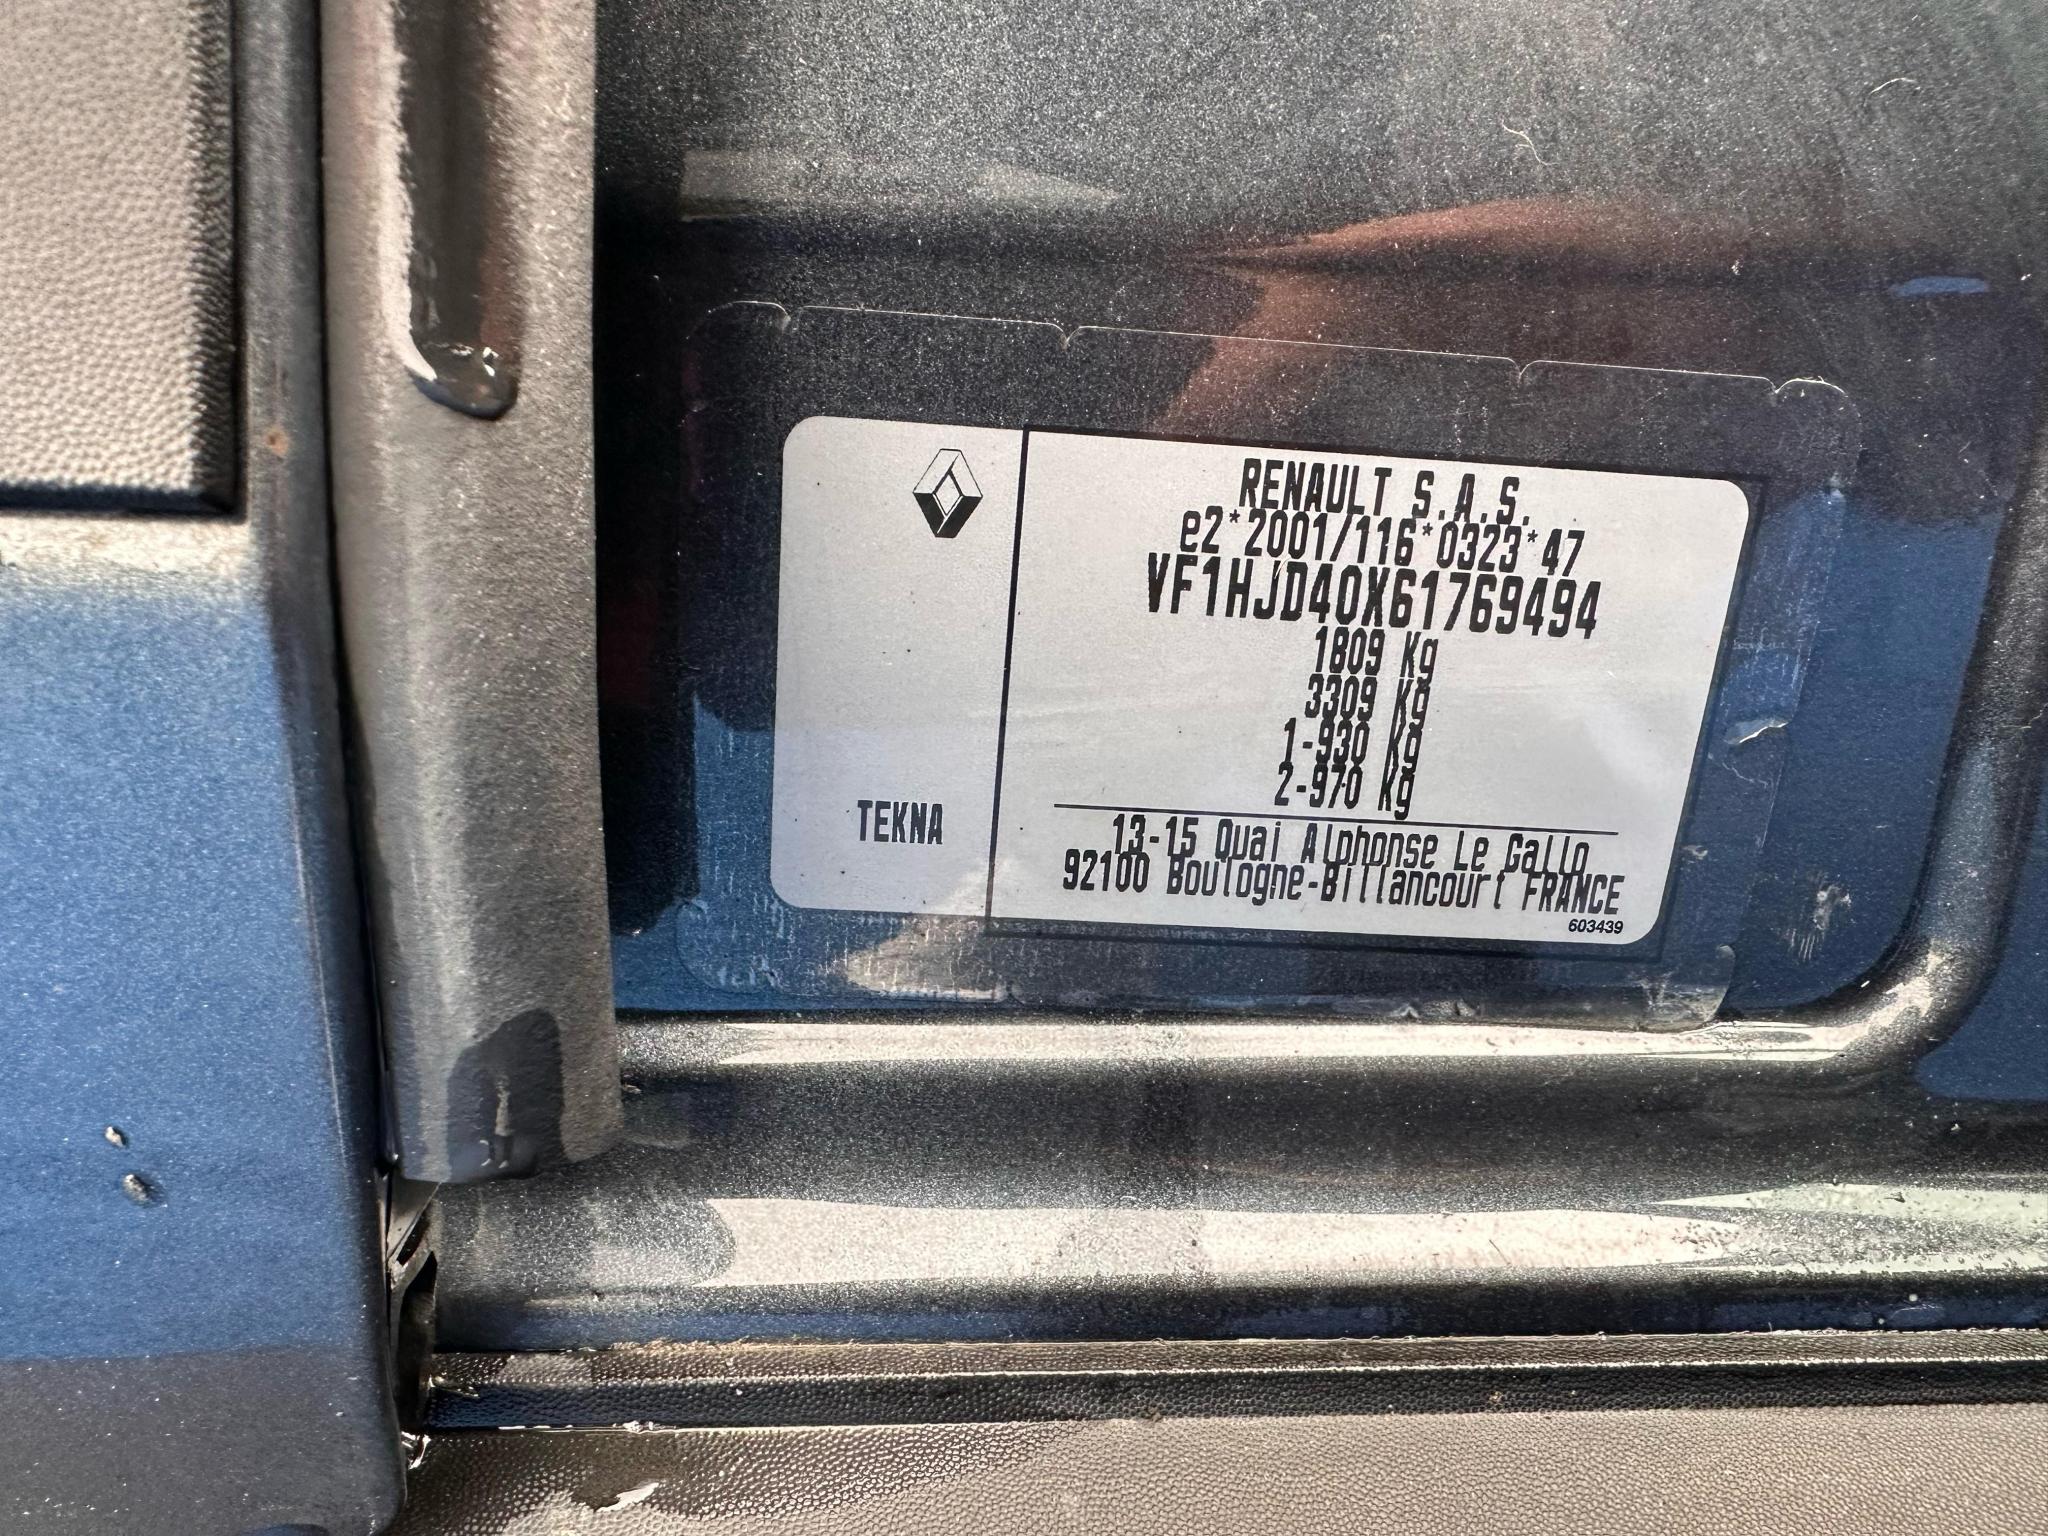 RENAULT S.A.S.
e2*2001/116*0323*47
VF1HJD40X61769494
1809 Kg
3309 Kg
1-930 Kg
2-970 Kg
TEKNA
13-15 Quai Alphonse Le Gallo
92100 Boulogne-Billancourt FRANCE
603439